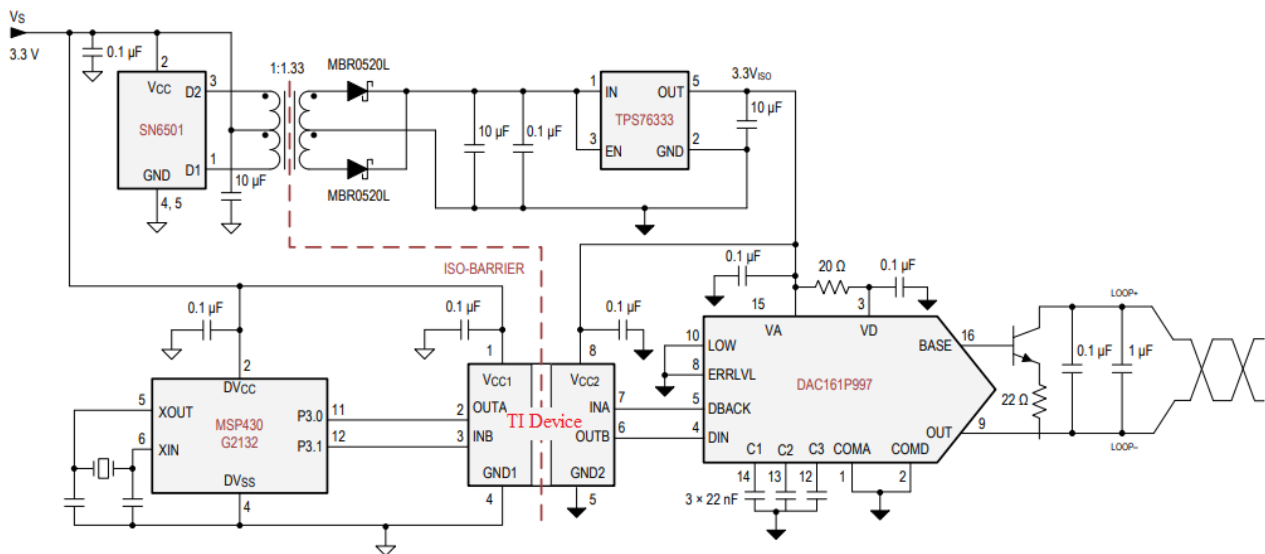 VS
3.3 V
0.1 µF
2
VCC
D2
3
SN6501
D1
1
GND
4, 5
10 µF
1:1.33
MBR0520L
MBR0520L
10 µF
0.1 µF
1
IN
OUT
5
TPS76333
3
EN
GND
2
3.3VISO
10 µF
ISO-BARRIER
0.1 µF
2
DVCC
5
XOUT
6
XIN
MSP430
G2132
P3.0
11
P3.1
12
DVSS
4
0.1 µF
1
VCC1
OUTA
2
INB
3
GND1
4
TI Device
8
VCC2
INA
7
OUTB
6
GND2
5
0.1 µF
0.1 µF
15
20 Ω
3
0.1 µF
VA
VD
10
LOW
8
ERRLVL
5
DBACK
4
DIN
DAC161P997
BASE
16
OUT
9
C1
C2
C3
COMA
COMD
14
13
12
1
2
3 × 22 nF
22 Ω
0.1 µF
1 µF
LOOP+
LOOP–